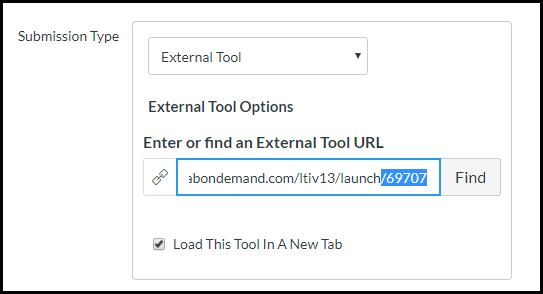 Submission Type
External Tool
External Tool Options
Enter or find an External Tool URL
abondemand.com/ltiv13/launch/69707 Find
Load This Tool In A New Tab